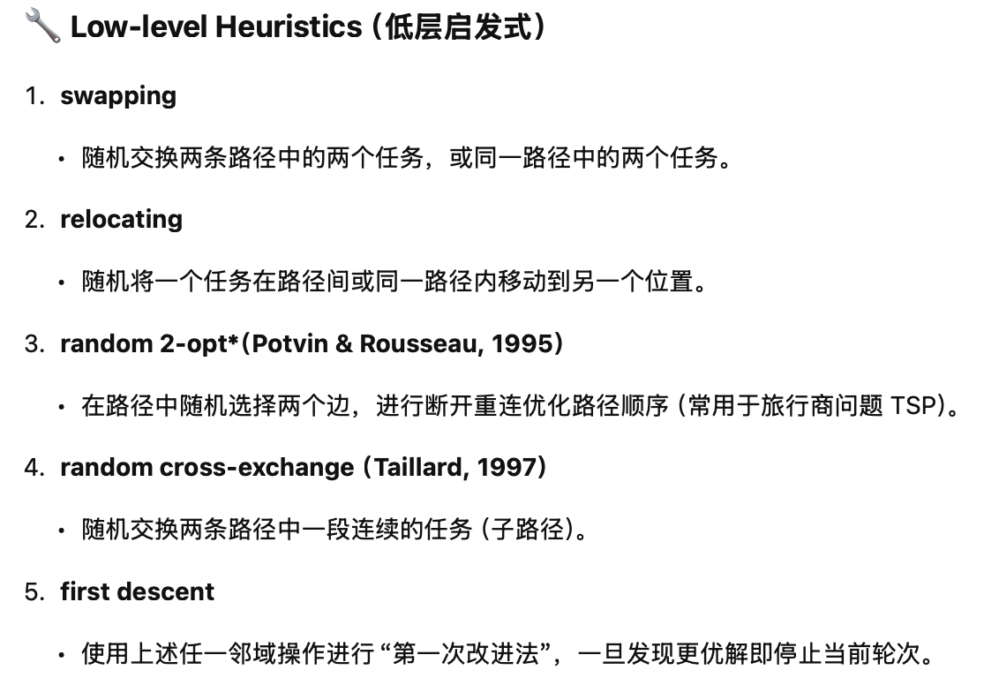 🔧 Low-level Heuristics（低层启发式）
1. swapping
• 随机交换两条路径中的两个任务，或同一路径中的两个任务。
2. relocating
• 随机将一个任务在路径间或同一路径内移动到另一个位置。
3. random 2-opt*（Potvin & Rousseau, 1995）
• 在路径中随机选择两个边，进行断开重连优化路径顺序（常用于旅行商问题 TSP）。
4. random cross-exchange（Taillard, 1997）
• 随机交换两条路径中一段连续的任务（子路径）。
5. first descent
• 使用上述任一邻域操作进行“第一次改进法”，一旦发现更优解即停止当前轮次。